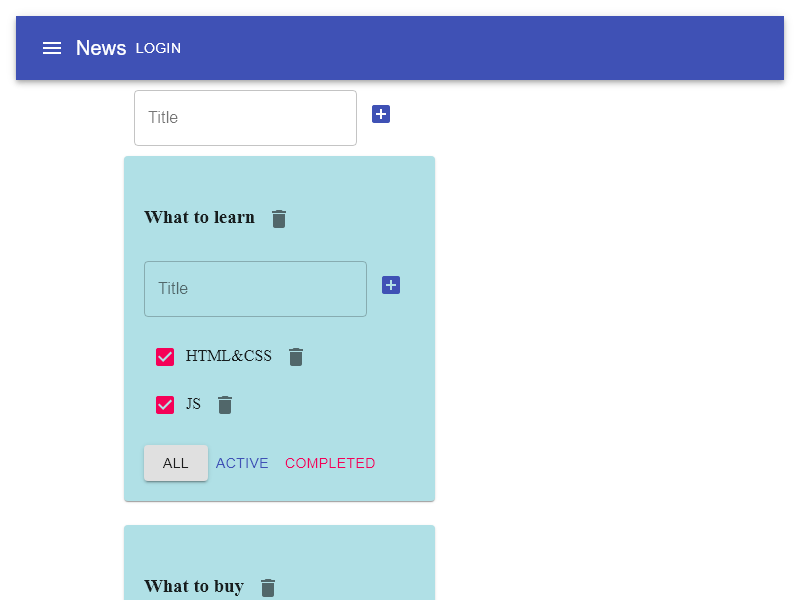 News LOGIN
Title
What to learn
Title
HTML&CSS
JS
ALL ACTIVE COMPLETED
What to buy